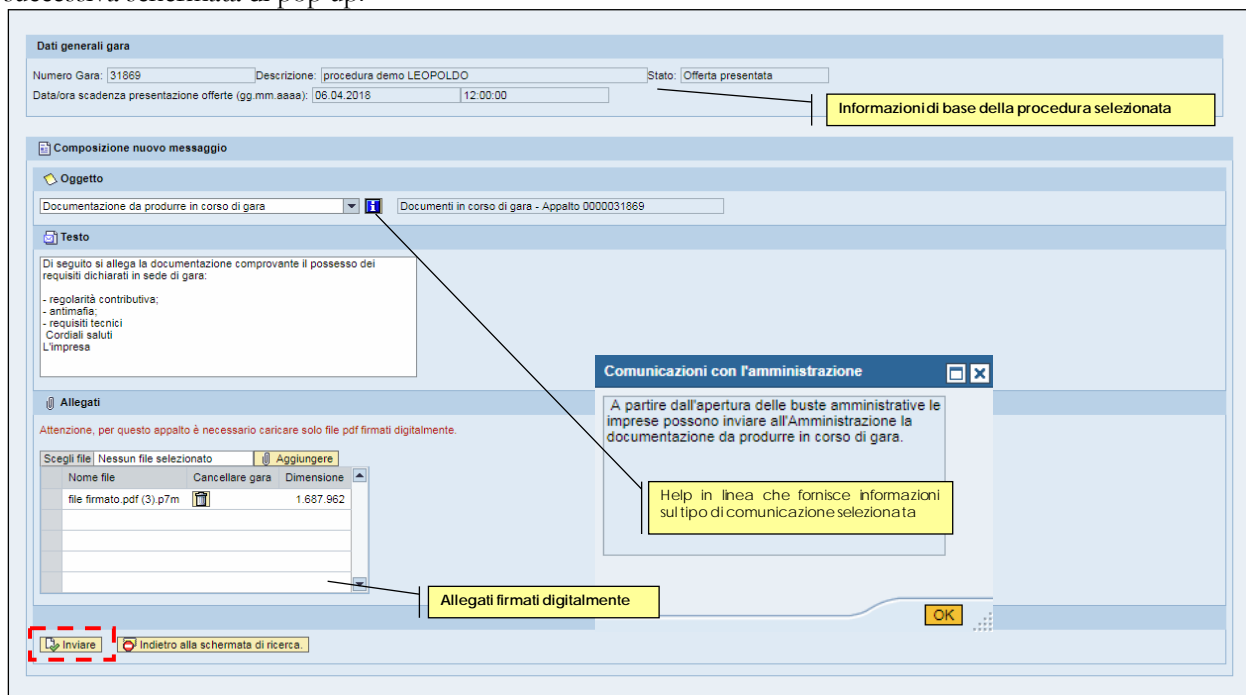 successiva schermata di pop-up.
Dati generali gara
Numero Gara: 31869 Descrizione: procedura demo LEOPOLDO Stato: Offerta presentata
Data/ora scadenza presentazione offerte (gg.mm.aaaa): 06.04.2018 12:00:00
Informazioni di base della procedura selezionata
Composizione nuovo messaggio
Oggetto
Documentazione da produrre in corso di gara Documenti in corso di gara - Appalto 0000031869
Testo
Di seguito si allega la documentazione comprovante il possesso dei
requisiti dichiarati in sede di gara:
- regolarità contributiva;
- antimafia;
- requisiti tecnici
Cordiali saluti
L'impresa
Comunicazioni con l'amministrazione
A partire dall'apertura delle buste amministrative le
imprese possono inviare all'Amministrazione la
documentazione da produrre in corso di gara.
Help in linea che fornisce informazioni
sul tipo di comunicazione selezionata
OK
Allegati
Attenzione, per questo appalto è necessario caricare solo file pdf firmati digitalmente.
Scegli file Nessun file selezionato Aggiungere
Nome file Cancellare gara Dimensione
file firmato.pdf (3).p7m 1.687.962
Allegati firmati digitalmente
Inviare Indietro alla schermata di ricerca.